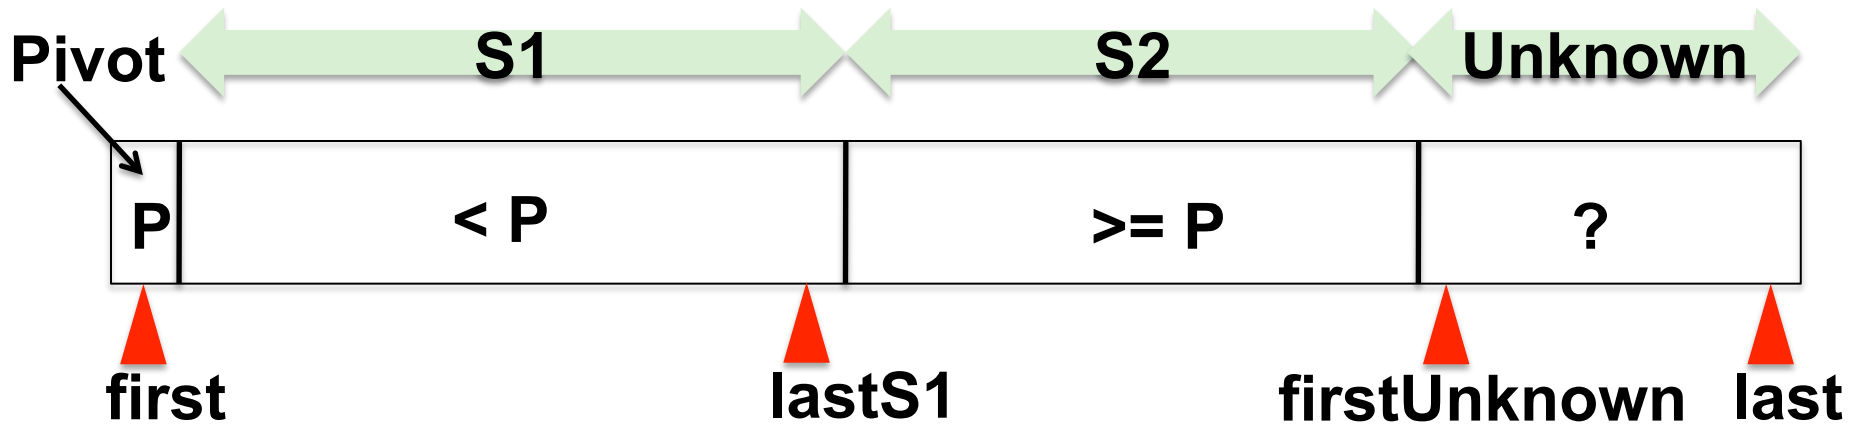 Pivot S1 S2 Unknown
P < P >= P ?
first lastS1 firstUnknown last